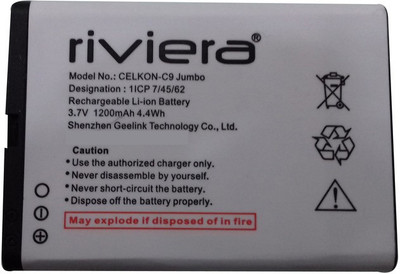 riviera®
Model No.: CELKON-C9 Jumbo
Designation : 1ICP 7/45/62
Rechargeable Li-ion Battery
3.7V 1200mAh 4.4Wh
Shenzhen Geelink Technology Co., Ltd.
Caution
• Use the authorized charger only.
• Never disassemble by yourself.
• Never short-circuit the battery.
• Dispose off the battery properly.
May explode if disposed of in fire